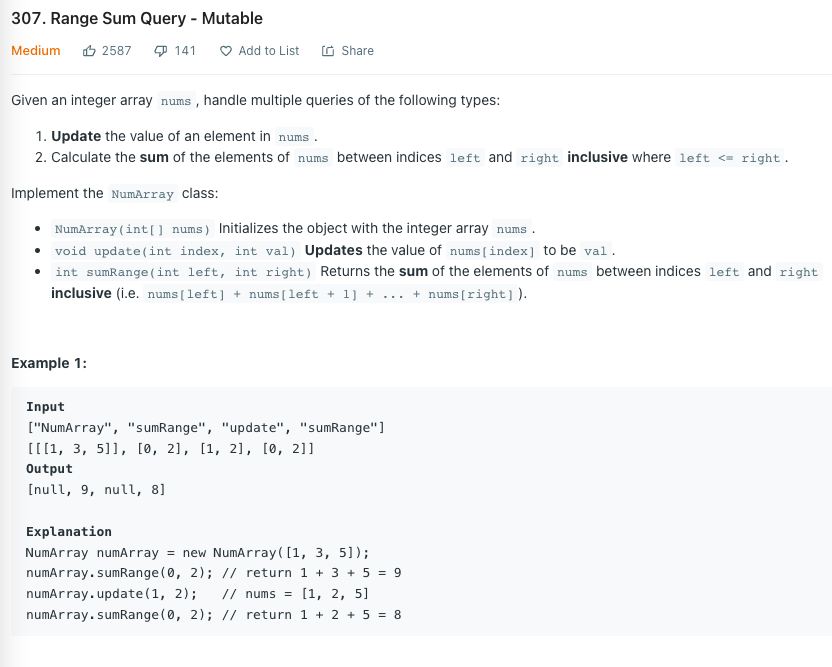 307. Range Sum Query - Mutable
Medium 2587 141 Add to List Share
Given an integer array nums , handle multiple queries of the following types:
1. Update the value of an element in nums .
2. Calculate the sum of the elements of nums between indices left and right inclusive where left <= right .
Implement the NumArray class:
• NumArray(int[] nums) Initializes the object with the integer array nums .
• void update(int index, int val) Updates the value of nums[index] to be val .
• int sumRange(int left, int right) Returns the sum of the elements of nums between indices left and right
inclusive (i.e. nums[left] + nums[left + 1] + ... + nums[right] ).
Example 1:
Input
["NumArray", "sumRange", "update", "sumRange"]
[[[1, 3, 5]], [0, 2], [1, 2], [0, 2]]
Output
[null, 9, null, 8]
Explanation
NumArray numArray = new NumArray([1, 3, 5]);
numArray.sumRange(0, 2); // return 1 + 3 + 5 = 9
numArray.update(1, 2);   // nums = [1, 2, 5]
numArray.sumRange(0, 2); // return 1 + 2 + 5 = 8